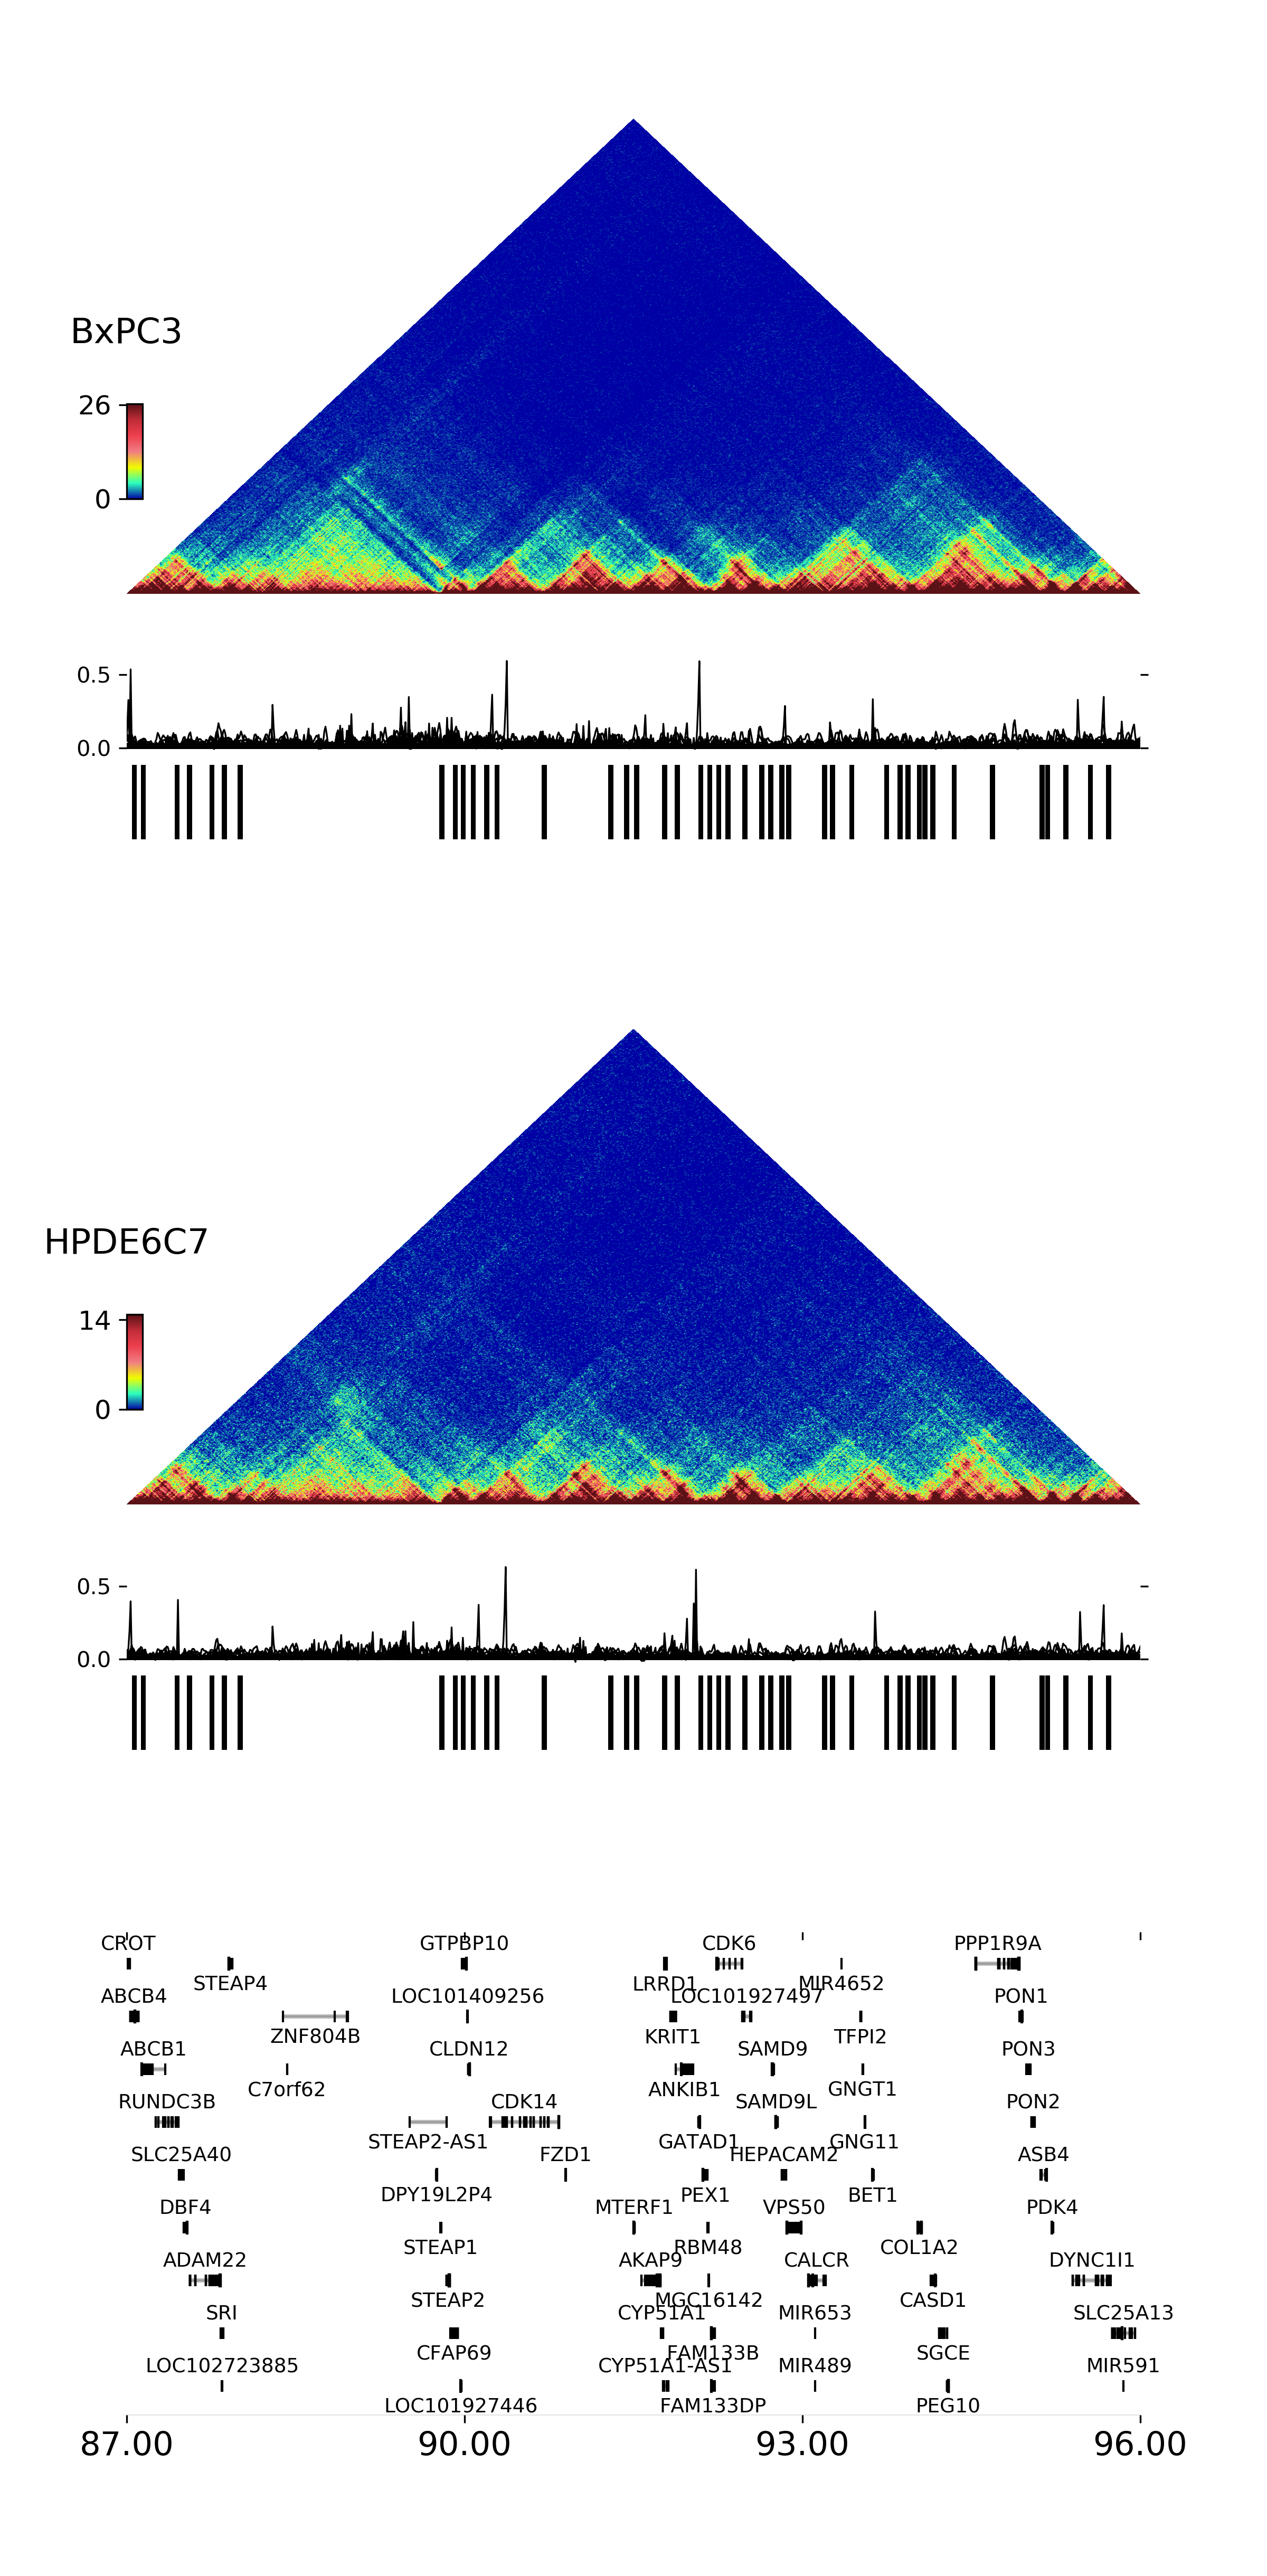 BxPC3
26
0
0.5
0.0
HPDE6C7
14
0
0.5
0.0
CROT GTPBP10 CDK6 PPP1R9A
STEAP4 LRRD1 MIR4652
ABCB4 LOC101409256 LOC101927497 PON1
ZNF804B KRIT1 TFPI2
ABCB1 CLDN12 SAMD9 PON3
C7orf62 ANKIB1 GNGT1
RUNDC3B CDK14 SAMD9L PON2
STEAP2-AS1 GATAD1 GNG11
SLC25A40 FZD1 HEPACAM2 ASB4
DPY19L2P4 PEX1 BET1
DBF4 MTERF1 VPS50 PDK4
STEAP1 RBM48 COL1A2
ADAM22 AKAP9 CALCR DYNC1I1
STEAP2 MGC16142 CASD1
SRI CYP51A1 MIR653 SLC25A13
CFAP69 FAM133B SGCE
LOC102723885 CYP51A1-AS1 MIR489 MIR591
LOC101927446 FAM133DP PEG10
87.00 90.00 93.00 96.00